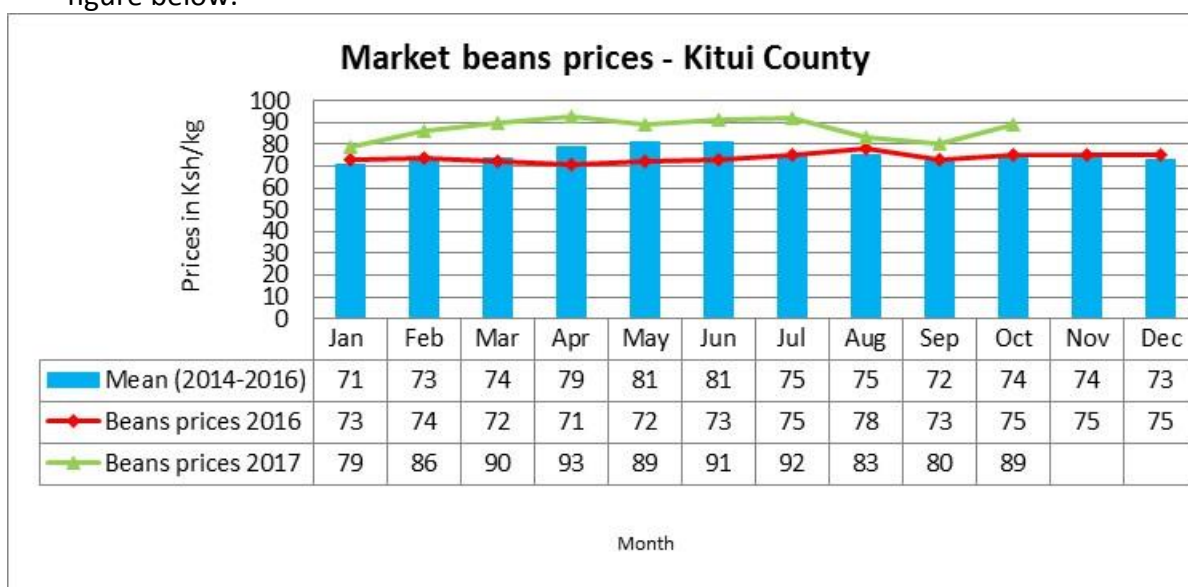 figure below.
Market beans prices - Kitui County
Prices in Ksh/kg
100
90
80
70
60
50
40
30
20
10
0
Jan Feb Mar Apr May Jun Jul Aug Sep Oct Nov Dec
Mean (2014-2016) 71 73 74 79 81 81 75 75 72 74 74 73
Beans prices 2016 73 74 72 71 72 73 75 78 73 75 75 75
Beans prices 2017 79 86 90 93 89 91 92 83 80 89
Month